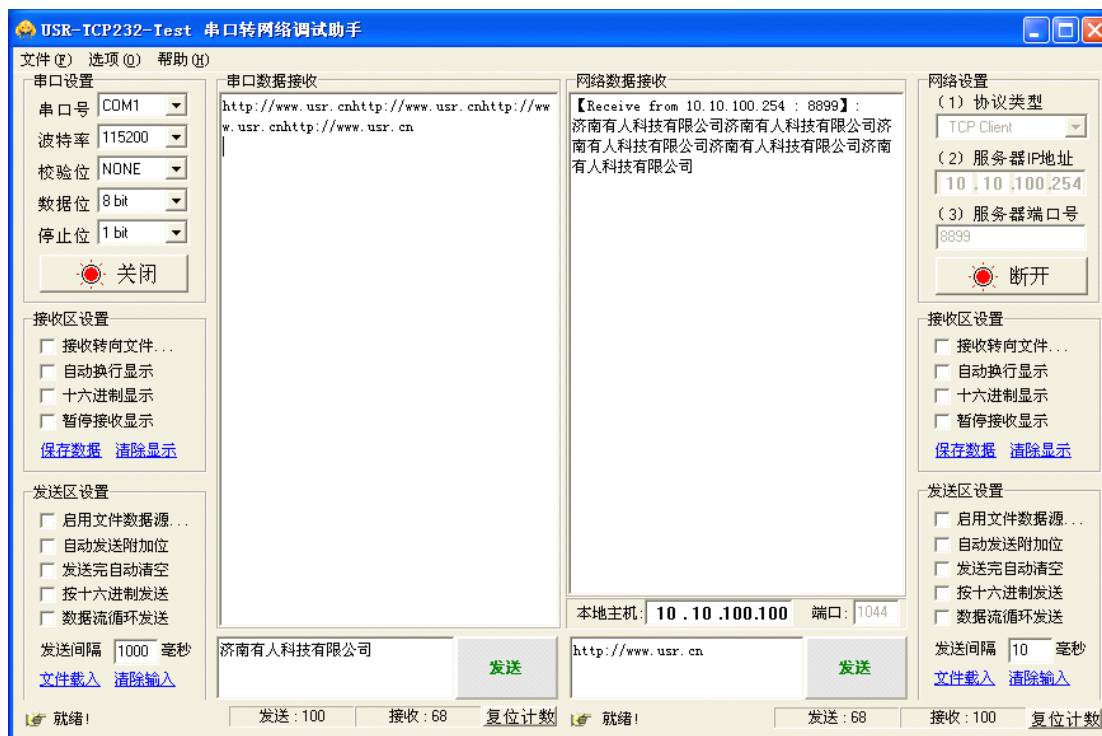 USR-TCP232-Test 串口转网络调试助手
文件(F) 选项(O) 帮助(H)
串口设置
串口号 COM1
波特率 115200
校验位 NONE
数据位 8 bit
停止位 1 bit
关闭
接收区设置
接收转向文件...
自动换行显示
十六进制显示
暂停接收显示
保存数据 清除显示
发送区设置
启用文件数据源...
自动发送附加位
发送完自动清空
按十六进制发送
数据流循环发送
发送间隔 1000 毫秒
文件载入 清除输入
就绪!
串口数据接收
http://www.usr.cnhttp://www.usr.cnhttp://ww
w.usr.cnhttp://www.usr.cn
济南有人科技有限公司
发送
发送 : 100 接收 : 68 复位计数
网络数据接收
【Receive from 10.10.100.254 : 8899】:
济南有人科技有限公司济南有人科技有限公司济
南有人科技有限公司济南有人科技有限公司济南
有人科技有限公司
本地主机: 10 . 10 .100.100 端口: 1044
http://www.usr.cn
发送
就绪!
发送 : 68 接收 : 100 复位计数
网络设置
(1) 协议类型
TCP Client
(2) 服务器IP地址
10 . 10 .100.254
(3) 服务器端口号
8899
断开
接收区设置
接收转向文件...
自动换行显示
十六进制显示
暂停接收显示
保存数据 清除显示
发送区设置
启用文件数据源...
自动发送附加位
发送完自动清空
按十六进制发送
数据流循环发送
发送间隔 10 毫秒
文件载入 清除输入